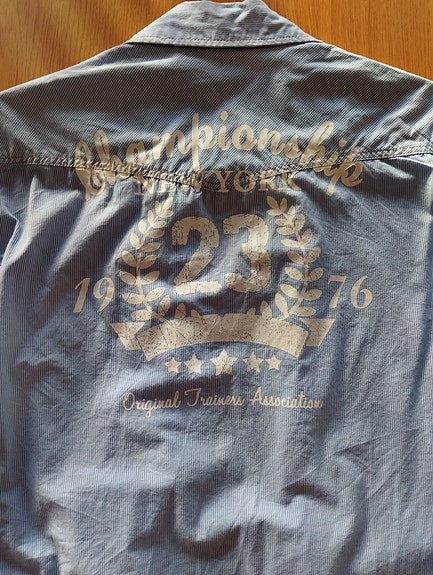 Championship
NEW YORK
23
19 76
Original Trainers Association